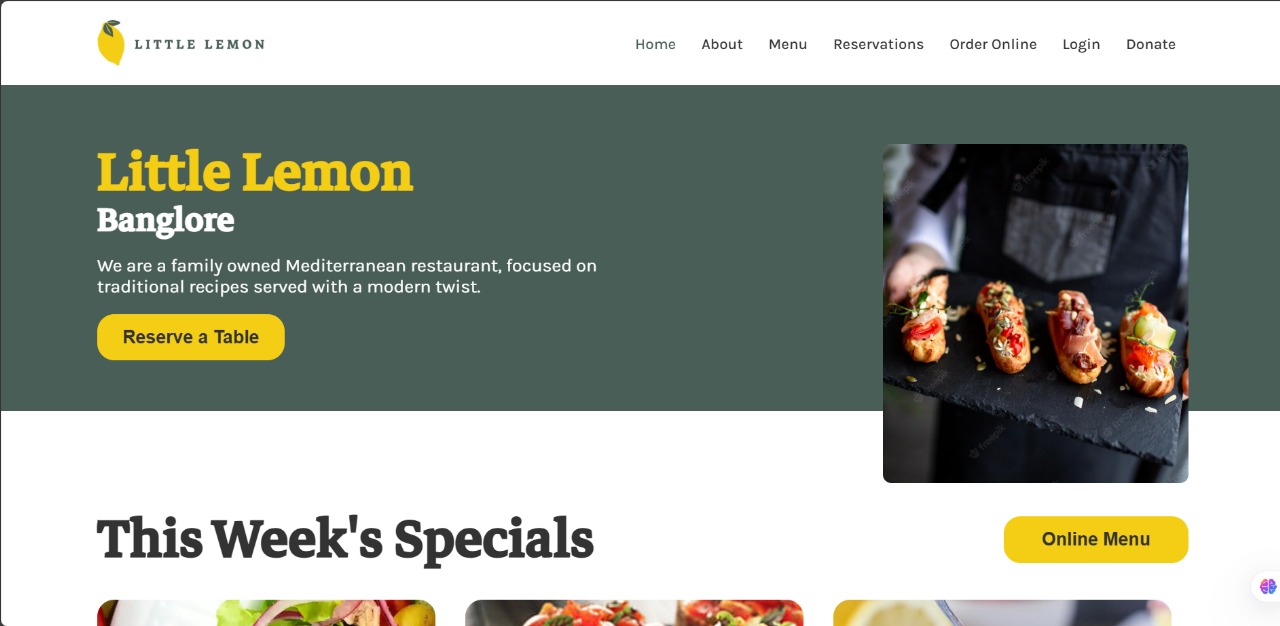 LITTLE LEMON
Home About Menu Reservations Order Online Login Donate
Little Lemon
Banglore
We are a family owned Mediterranean restaurant, focused on
traditional recipes served with a modern twist.
Reserve a Table
This Week's Specials
Online Menu